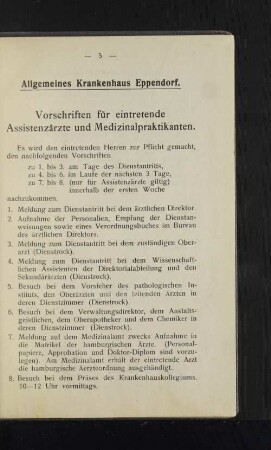 — 5 —
Allgemeines Krankenhaus Eppendorf.
Vorschriften für eintretende
Assistenzärzte und Medizinalpraktikanten.
Es wird den eintretenden Herren zur Pflicht gemacht,
den nachfolgenden Vorschriften
zu 1. bis 3. am Tage des Dienstantritts,
zu 4. bis 6. im Laufe der nächsten 3 Tage,
zu 7. bis 8. (nur für Assistenzärzte giltig)
innerhalb der ersten Woche
nachzukommen.
1. Meldung zum Dienstantritt bei dem ärztlichen Direktor.
2. Aufnahme der Personalien, Empfang der Dienstan-
weisungen sowie eines Verordnungsbuches im Bureau
des ärztlichen Direktors.
3. Meldung zum Dienstantritt bei dem zuständigen Ober-
arzt (Dienstrock).
4. Meldung zum Dienstantritt bei dem Wissenschaft-
lichen Assistenten der Direktorialabteilung und den
Sekundärärzten (Dienstrock).
5. Besuch bei dem Vorsteher des pathologischen In-
stituts, den Oberärzten und den leitenden Ärzten in
deren Dienstzimmer (Dienstrock).
6. Besuch bei dem Verwaltungsdirektor, dem Anstalts-
geistlichen, dem Oberapotheker und dem Chemiker in
deren Dienstzimmer (Dienstrock).
7. Meldung auf dem Medizinalamt zwecks Aufnahme in
die Matrikel der hamburgischen Ärzte. (Personal-
papiere, Approbation und Doktor-Diplom sind vorzu-
legen). Am Medizinalamt erhält der eintretende Arzt
die hamburgische Aerzteordnung ausgehändigt.
8. Besuch bei dem Präses des Krankenhauskollegiums.
10—12 Uhr vormittags.